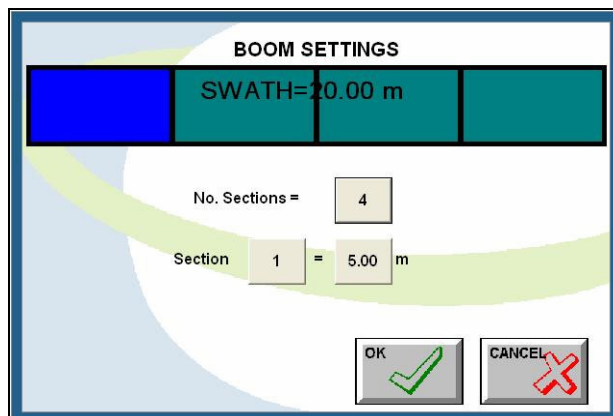 BOOM SETTINGS
SWATH=20.00 m
No. Sections = 4
Section 1 = 5.00 m
OK CANCEL